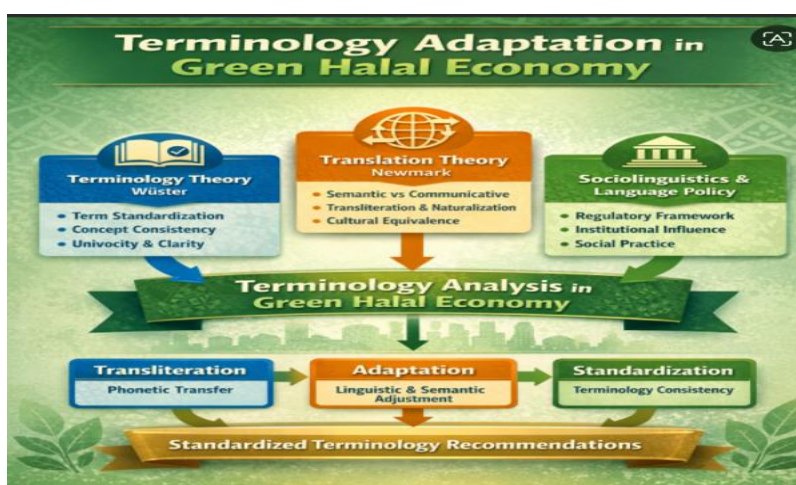 Terminology Adaptation in
Green Halal Economy
Terminology Theory
Wüster
• Term Standardization
• Concept Consistency
• Univocity & Clarity
Translation Theory
Newmark
• Semantic vs Communicative
• Transliteration & Naturalization
• Cultural Equivalence
Sociolinguistics &
Language Policy
• Regulatory Framework
• Institutional Influence
• Social Practice
Terminology Analysis in
Green Halal Economy
Transliteration
Phonetic Transfer
Adaptation
Linguistic & Semantic
Adjustment
Standardization
Terminology Consistency
Standardized Terminology Recommendations